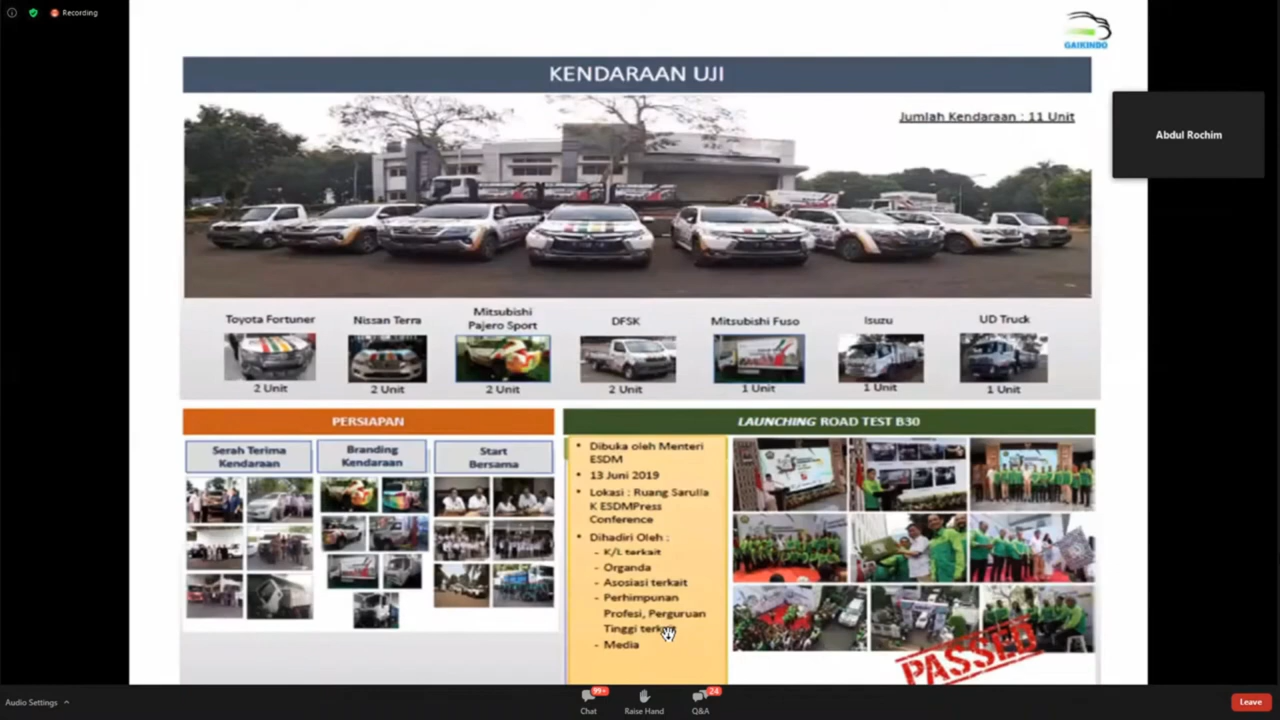 Recording
GAIKINDO
KENDARAAN UJI
Jumlah Kendaraan : 11 Unit
Abdul Rochim
Toyota Fortuner
Nissan Terra
Mitsubishi
Pajero Sport
DFSK
Mitsubishi Fuso
Isuzu
UD Truck
2 Unit
2 Unit
2 Unit
2 Unit
1 Unit
1 Unit
1 Unit
PERSIAPAN
LAUNCHING ROAD TEST B30
Serah Terima
Kendaraan
Branding
Kendaraan
Start
Bersama
• Dibuka oleh Menteri
ESDM
• 13 Juni 2019
• Lokasi : Ruang Sarulla
K ESDMPress
Conference
• Dihadiri Oleh :
- K/L terkait
- Organda
- Asosiasi terkait
- Perhimpunan
Profesi, Perguruan
Tinggi
- Media
PASSED
Audio Settings
99+
Chat
Raise Hand
24
Q&A
Leave